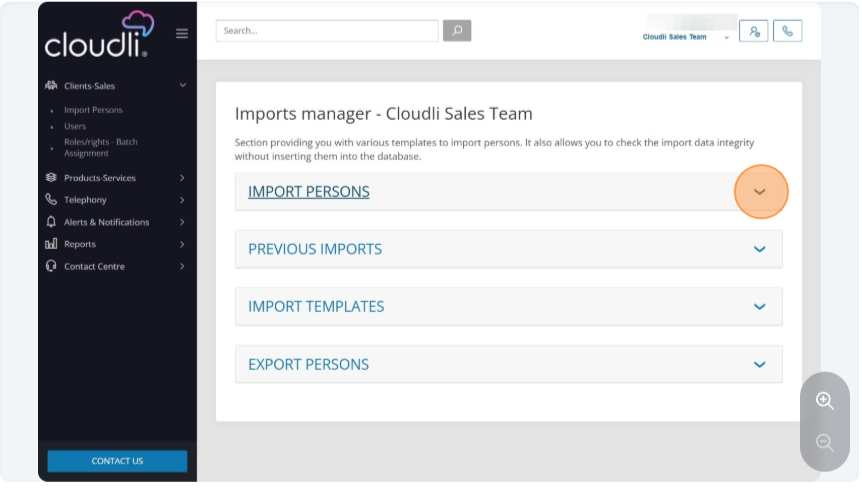 cloudli
Search...
Cloudli Sales Team
Clients-Sales
Import Persons
Users
Roles/rights - Batch
Assignment
Products-Services
Telephony
Alerts & Notifications
Reports
Contact Centre
CONTACT US
Imports manager - Cloudli Sales Team
Section providing you with various templates to import persons. It also allows you to check the import data integrity
without inserting them into the database.
IMPORT PERSONS
PREVIOUS IMPORTS
IMPORT TEMPLATES
EXPORT PERSONS